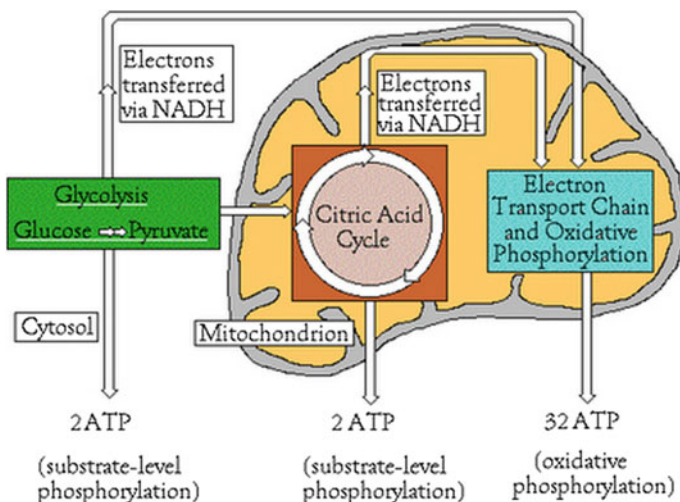 Electrons
transferred
via NADH
Electrons
transferred
via NADH
Glycolysis
Glucose Pyruvate
Citric Acid
Cycle
Electron
Transport Chain
and Oxidative
Phosphorylation
Cytosol
Mitochondrion
2 ATP
2 ATP
32 ATP
(substrate-level
phosphorylation)
(substrate-level
phosphorylation)
(oxidative
phosphorylation)